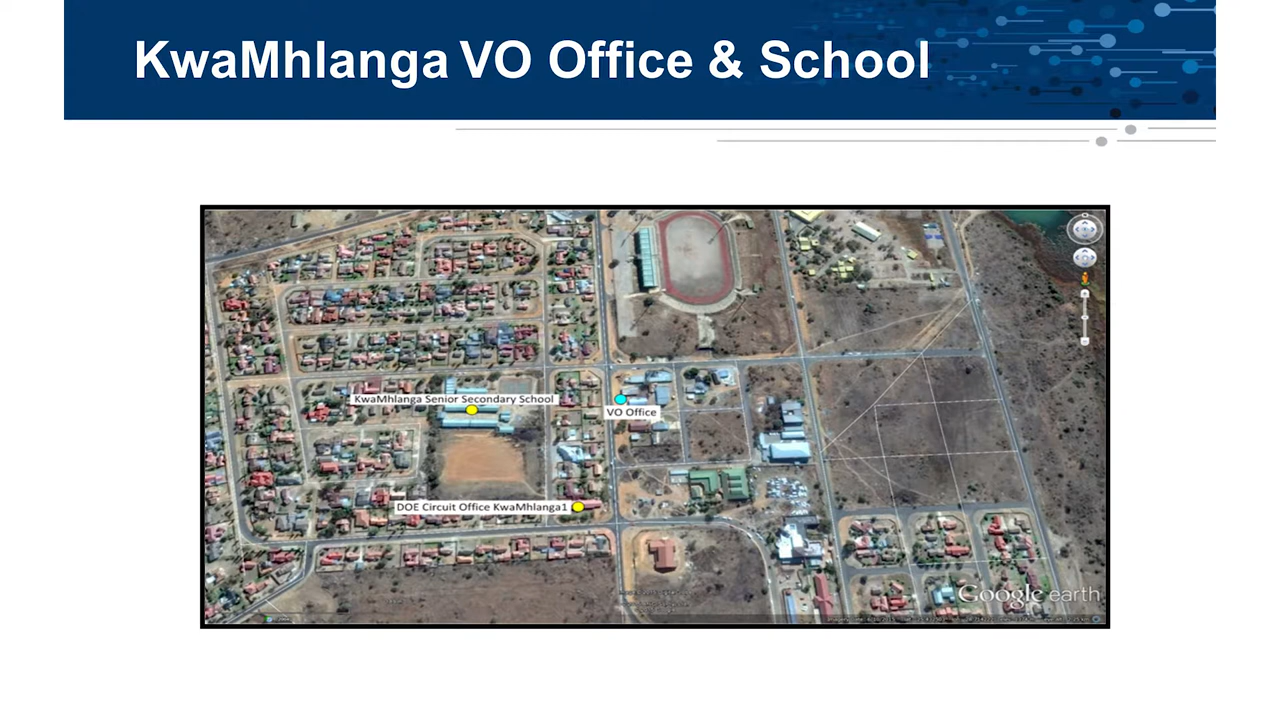 KwaMhlanga VO Office & School
KwaMhlanga Senior Secondary School
VO Office
DOE Circuit Office KwaMhlanga1
Google earth